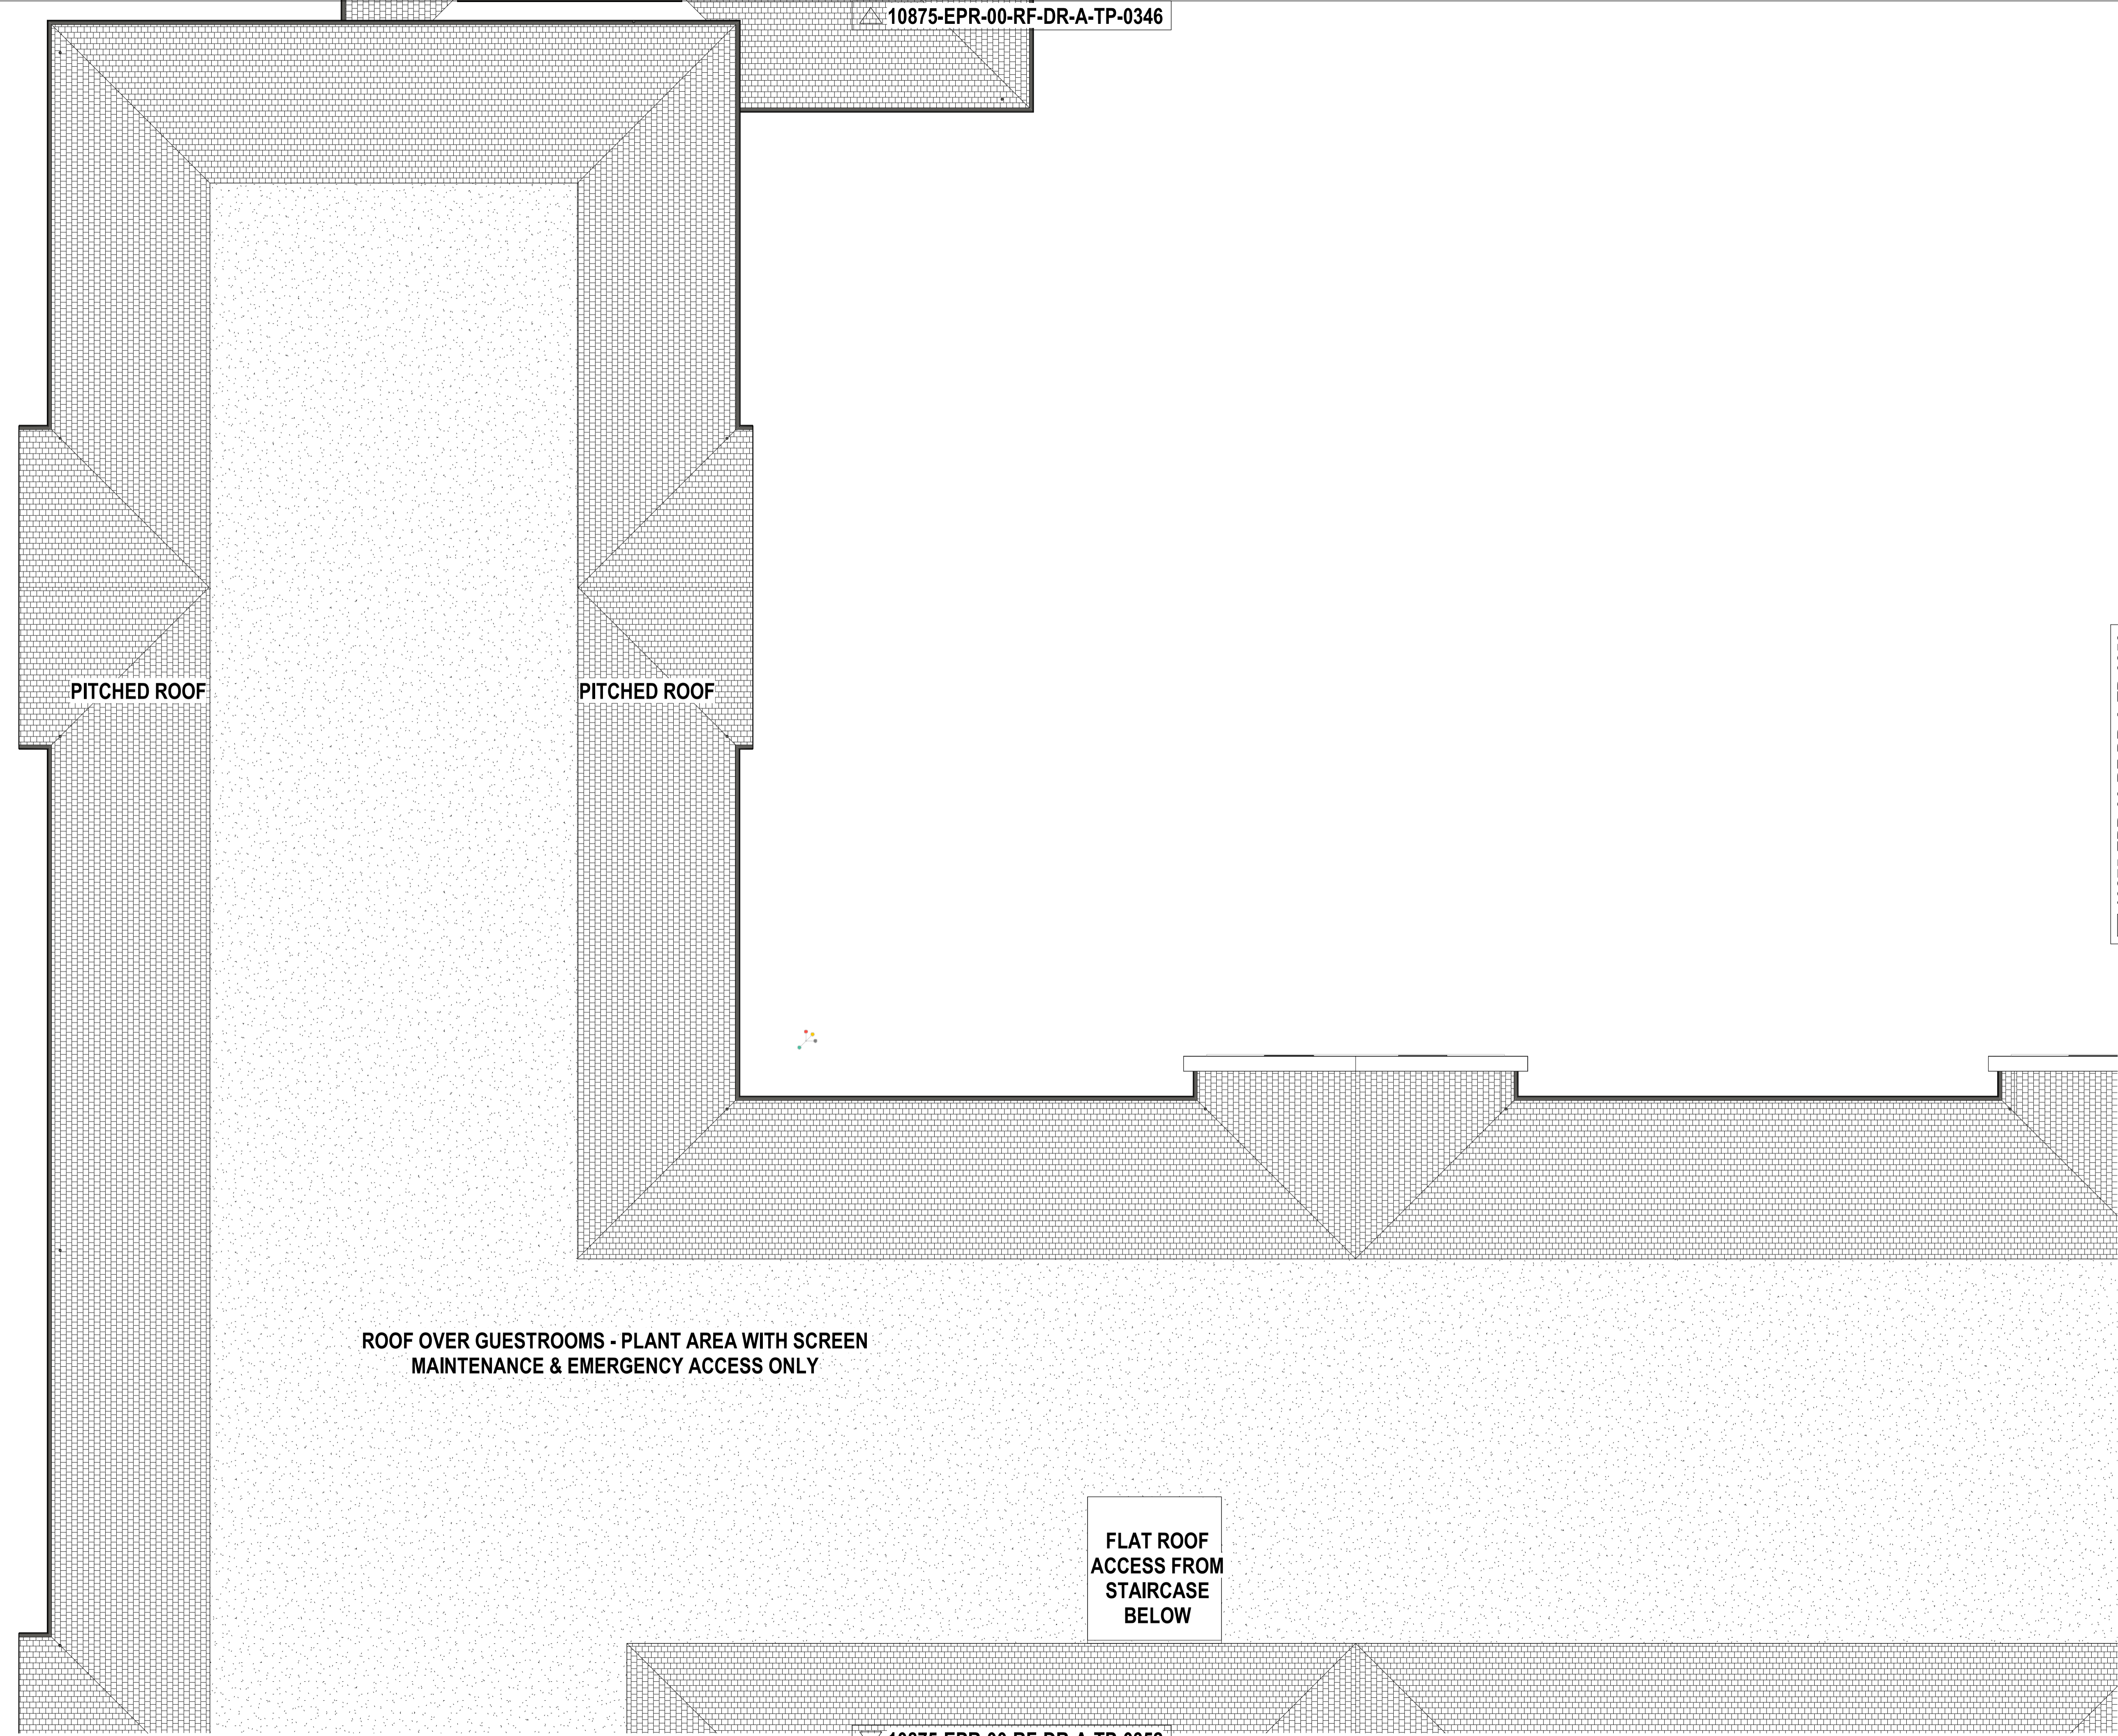 10875-EPR-00-RF-DR-A-TP-0346
PITCHED ROOF
PITCHED ROOF
ROOF OVER GUESTROOMS - PLANT AREA WITH SCREEN
MAINTENANCE & EMERGENCY ACCESS ONLY
FLAT ROOF
ACCESS FROM
STAIRCASE
BELOW